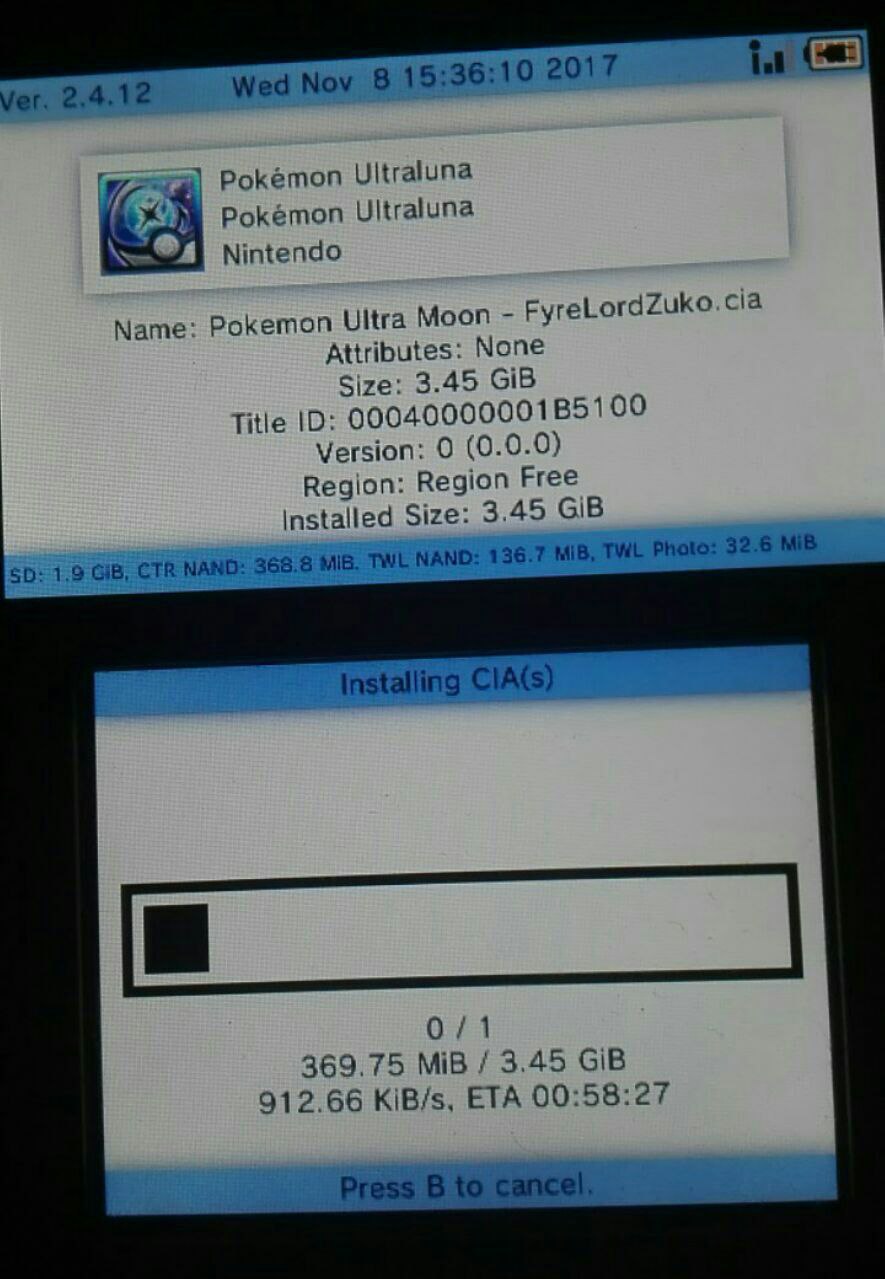 Ver. 2.4.12
Wed Nov 8 15:36:10 2017
Pokémon Ultraluna
Pokémon Ultraluna
Nintendo
Name: Pokemon Ultra Moon - FyreLordZuko.cia
Attributes: None
Size: 3.45 GiB
Title ID: 00040000001B5100
Version: 0 (0.0.0)
Region: Region Free
Installed Size: 3.45 GiB
SD: 1.9 GiB, CTR NAND: 368.8 MiB, TWL NAND: 136.7 MiB, TWL Photo: 32.6 MiB
Installing CIA(s)
0 / 1
369.75 MiB / 3.45 GiB
912.66 KiB/s, ETA 00:58:27
Press B to cancel.